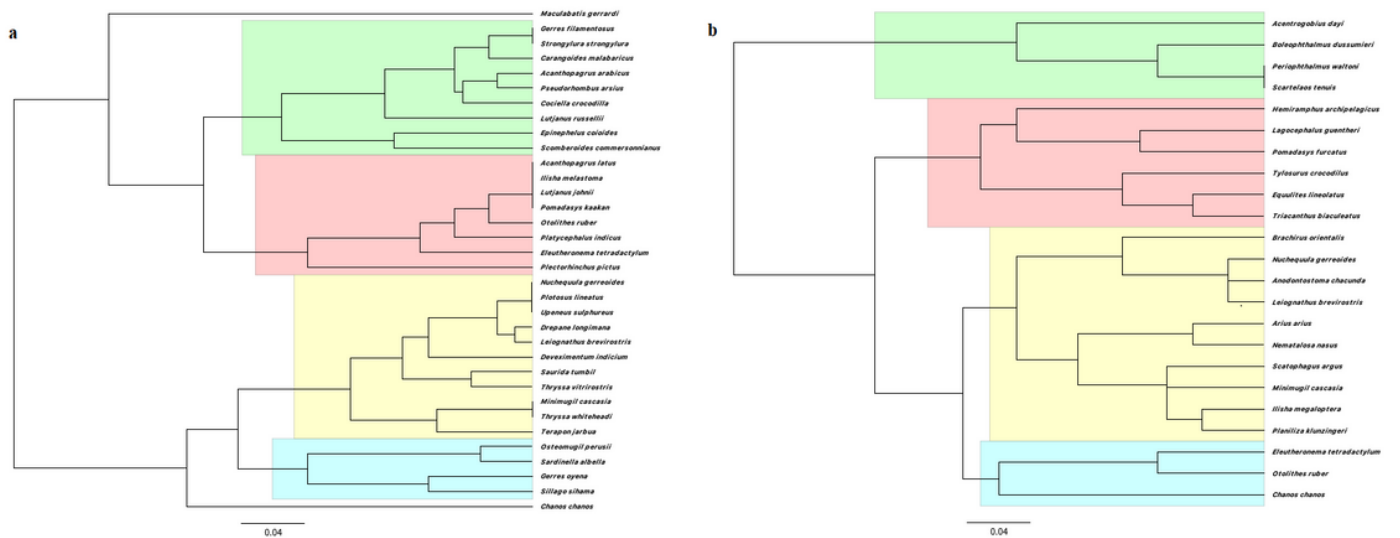 a
Maculabatis gerrardi
Gerres filamentosus
Strongylura strongylura
Carangoides malabaricus
Acanthopagrus arabicus
Pseudorhombus arsius
Cociella crocodilla
Lutjanus russellii
Epinephelus coioides
Scomberoides commersonnianus
Acanthopagrus latus
Ilisha melastoma
Lutjanus johnii
Pomadasys kaakan
Otolithes ruber
Platycephalus indicus
Eleutheronema tetradactylum
Plectorhinchus pictus
Nuchequula gerreoides
Plotosus lineatus
Upeneus sulphureus
Drepane longimana
Leiognathus brevirostris
Deveximentum indicium
Saurida tumbil
Thryssa vitrirostris
Minimugil cascasia
Thryssa whiteheadi
Terapon jarbua
Osteomugil perusii
Sardinella albella
Gerres oyena
Sillago sihama
Chanos chanos
0.04
b
Acentrogobius dayi
Boleophthalmus dussumieri
Periophthalmus waltoni
Scartelaos tenuis
Hemiramphus archipelagicus
Lagocephalus guentheri
Pomadasys furcatus
Tylosurus crocodilus
Equulites lineolatus
Triacanthus biaculeatus
Brachirus orientalis
Nuchequula gerreoides
Anodontostoma chacunda
Leiognathus brevirostris
Arius arius
Nematalosa nasus
Scatophagus argus
Minimugil cascasia
Ilisha megaloptera
Planiliza klunzingeri
Eleutheronema tetradactylum
Otolithes ruber
Chanos chanos
0.04